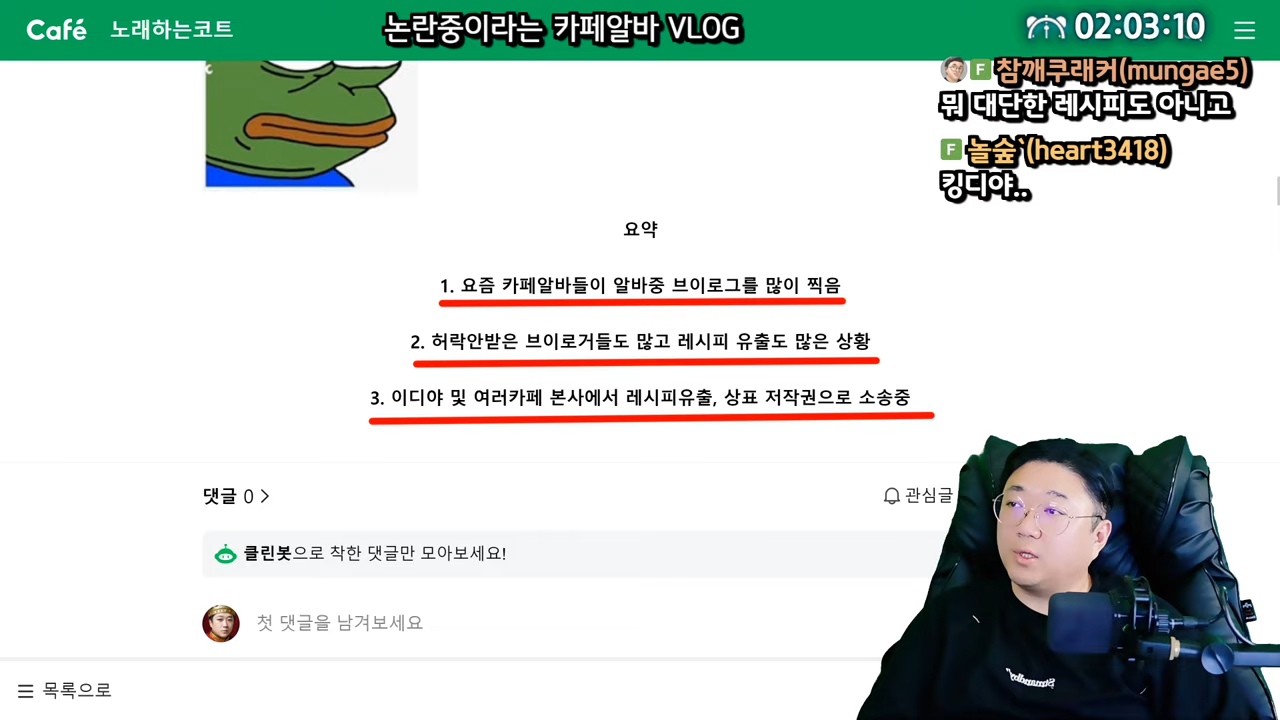 Café 노래하는코트
논란중이라는 카페알바 VLOG
02:03:10
F 참깨쿠래커(mungae5)
뭐 대단한 레시피도 아니고
F 놀숲`(heart3418)
킹디야..
요약
1. 요즘 카페알바들이 알바중 브이로그를 많이 찍음
2. 허락안받은 브이로거들도 많고 레시피 유출도 많은 상황
3. 이디야 및 여러카페 본사에서 레시피유출, 상표 저작권으로 소송중
댓글 0
관심글
클린봇으로 착한 댓글만 모아보세요!
첫 댓글을 남겨보세요
목록으로